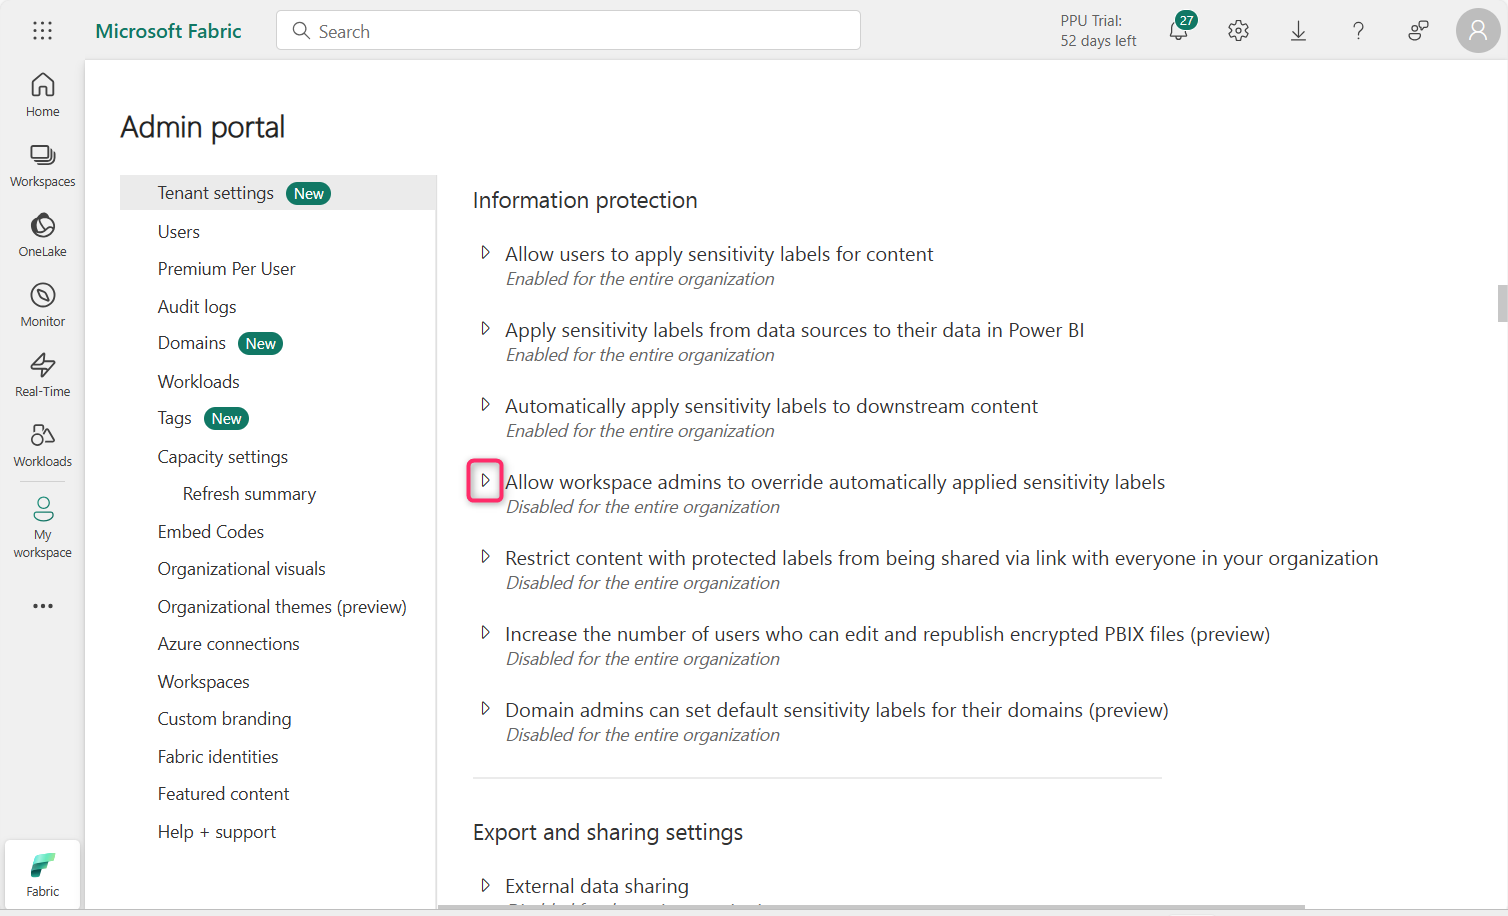 Microsoft Fabric
Search
PPU Trial:
52 days left
27
Home
Workspaces
OneLake
Monitor
Real-Time
Workloads
My
workspace
Fabric
Admin portal
Tenant settings New
Users
Premium Per User
Audit logs
Domains New
Workloads
Tags New
Capacity settings
Refresh summary
Embed Codes
Organizational visuals
Organizational themes (preview)
Azure connections
Workspaces
Custom branding
Fabric identities
Featured content
Help + support
Information protection
Allow users to apply sensitivity labels for content
Enabled for the entire organization
Apply sensitivity labels from data sources to their data in Power BI
Enabled for the entire organization
Automatically apply sensitivity labels to downstream content
Enabled for the entire organization
Allow workspace admins to override automatically applied sensitivity labels
Disabled for the entire organization
Restrict content with protected labels from being shared via link with everyone in your organization
Disabled for the entire organization
Increase the number of users who can edit and republish encrypted PBIX files (preview)
Disabled for the entire organization
Domain admins can set default sensitivity labels for their domains (preview)
Disabled for the entire organization
Export and sharing settings
External data sharing